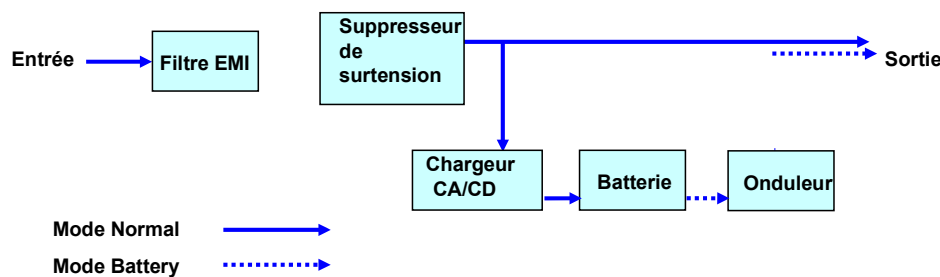 Suppresseur
de
surtension
Entrée
Filtre EMI
Sortie
Chargeur
CA/CD
Batterie
Onduleur
Mode Normal
Mode Battery